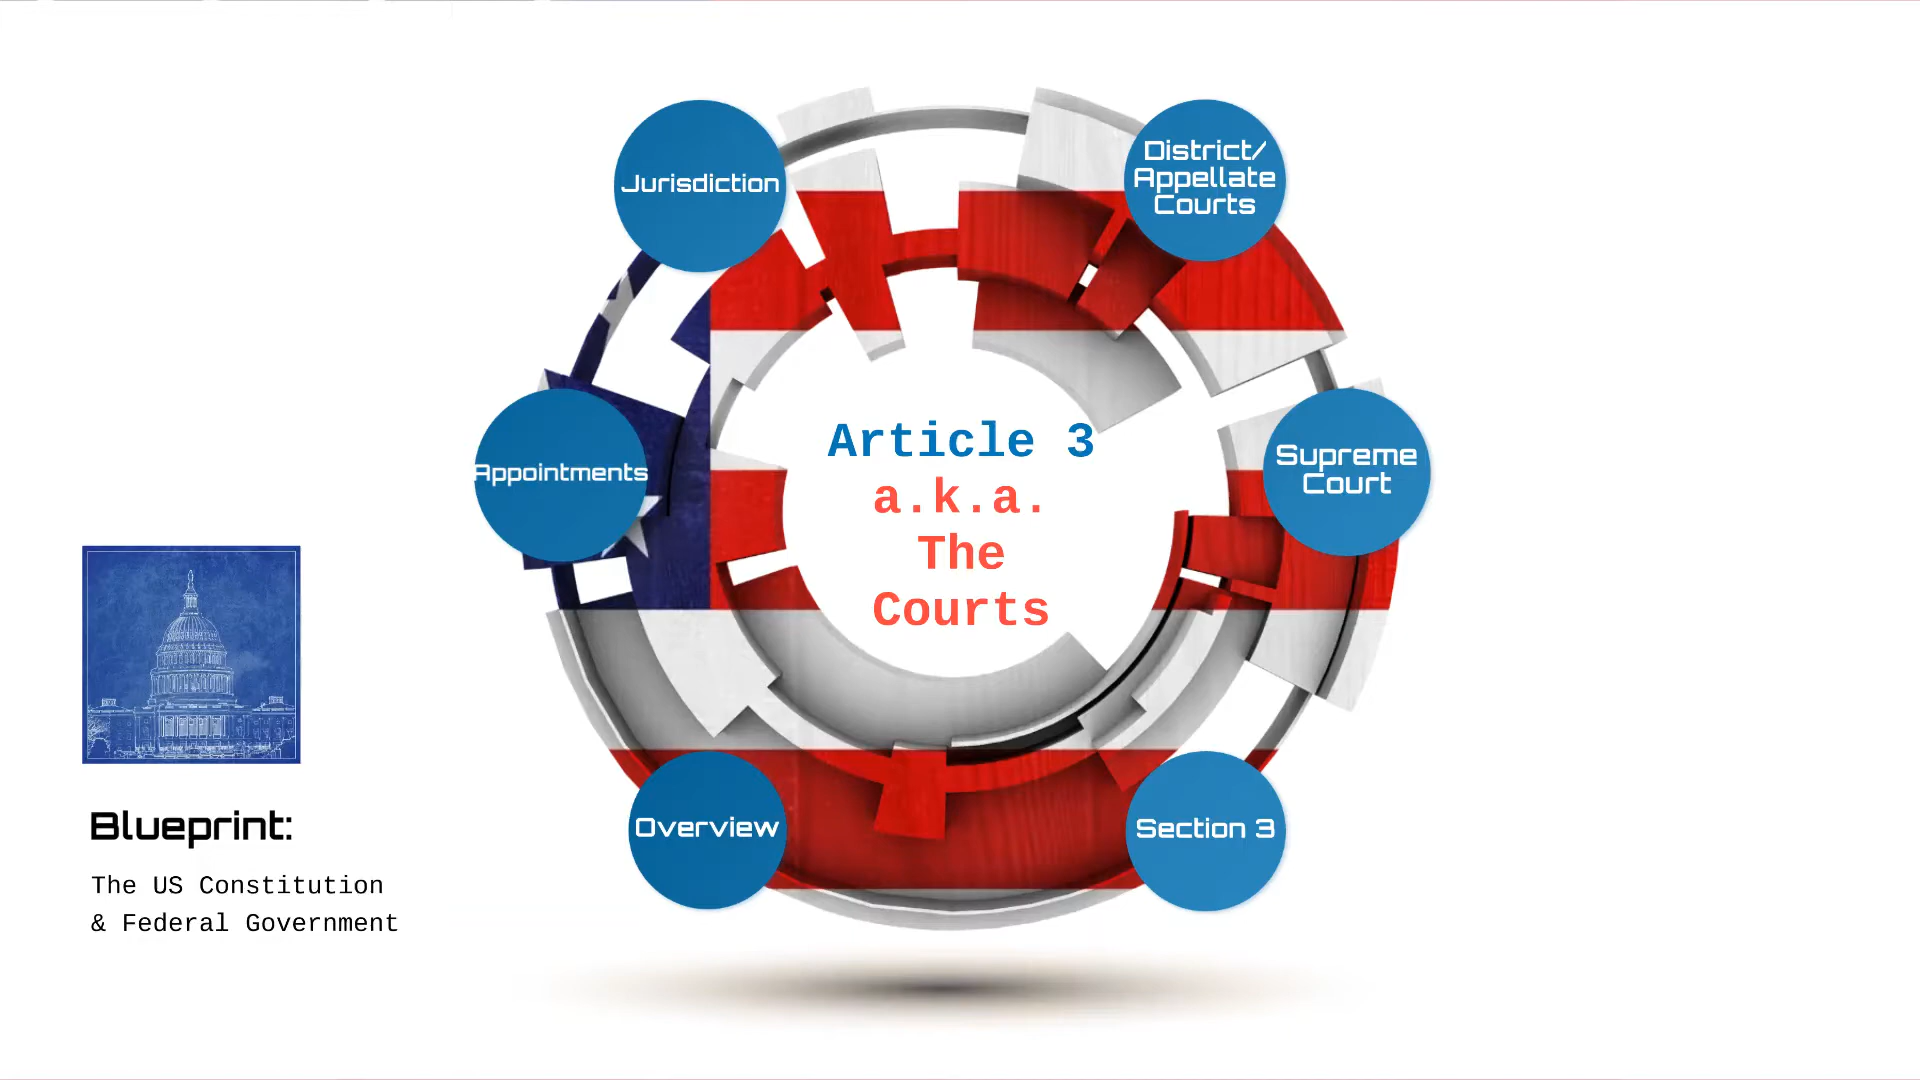 Jurisdiction
District/
Appellate
Courts
Appointments
Article 3
a.k.a.
The
Courts
Supreme
Court
Overview
Section 3
Blueprint:
The US Constitution
& Federal Government